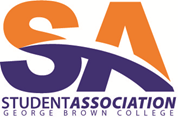 SA
STUDENTASSOCIATION
GEORGE BROWN COLLEGE